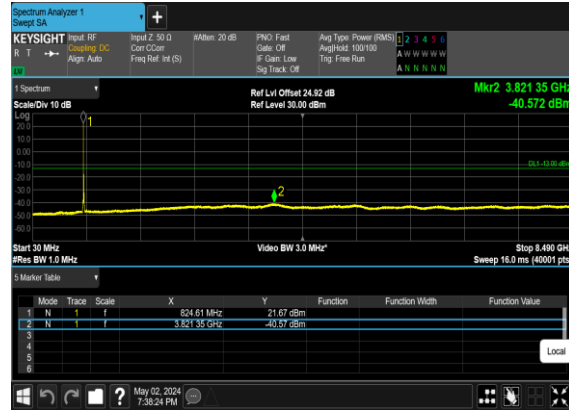 Spectrum Analyzer 1
Swept SA
+
KEYSIGHT Input: RF Input Z: 50 Ω #Atten: 20 dB PNO: Fast Avg Type: Power (RMS) 1 2 3 4 5 6
R T Coupling: DC Corr CCorr Gate: Off Avg|Hold: 100/100 A W W W W W
Align: Auto Freq Ref: Int (S) IF Gain: Low Trig: Free Run
Sig Track: Off A N N N N N
1 Spectrum Ref Lvl Offset 24.92 dB Mkr2 3.821 35 GHz
Scale/Div 10 dB Ref Level 30.00 dBm -40.572 dBm
Log
1
20.0
10.0
0.00
-10.0
DL1 -13.00 dBm
-20.0
-30.0
2
-40.0
-50.0
-60.0
Start 30 MHz Video BW 3.0 MHz* Stop 8.490 GHz
#Res BW 1.0 MHz Sweep 16.0 ms (40001 pts
5 Marker Table
Mode Trace Scale X Y Function Function Width Function Value
1 N 1 f 824.61 MHz 21.67 dBm
2 N 1 f 3.821 35 GHz -40.57 dBm
3
4
5
6
Local
? May 02, 2024
7:38:24 PM